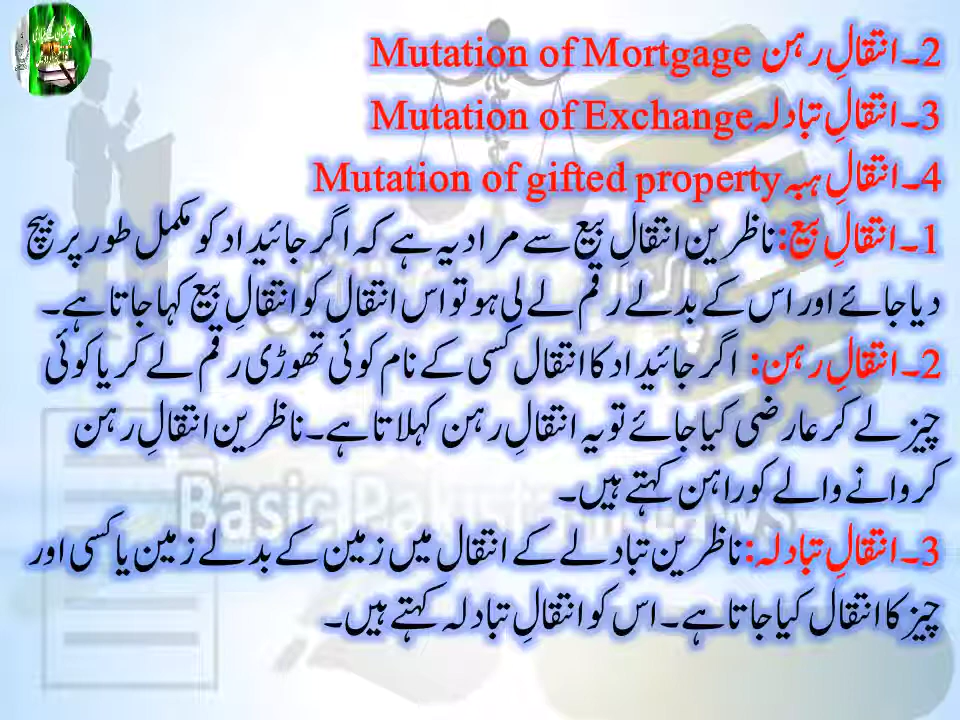 2۔انتقالِ رہن Mutation of Mortgage
3۔انتقالِ تبادلہ Mutation of Exchange
4۔انتقالِ ہبہ Mutation of gifted property
1۔انتقالِ بیع: ناظرین انتقالِ بیع سے مراد یہ ہے کہ اگر جائیداد کو مکمل طور پر بیچ
دیا جائے اور اس کے بدلے رقم لے لی ہو تو اس انتقال کو انتقالِ بیع کہا جاتا ہے۔
2۔انتقالِ رہن: اگر جائیداد کا انتقال کسی کے نام کوئی تھوڑی رقم لے کر یا کوئی
چیز لے کر عارضی کیا جائے تو یہ انتقالِ رہن کہلاتا ہے۔ ناظرین انتقالِ رہن
کروانے والے کو راہن کہتے ہیں۔
3۔انتقالِ تبادلہ: ناظرین تبادلے کے انتقال میں زمین کے بدلے زمین یا کسی اور
چیز کا انتقال کیا جاتا ہے۔ اس کو انتقالِ تبادلہ کہتے ہیں۔